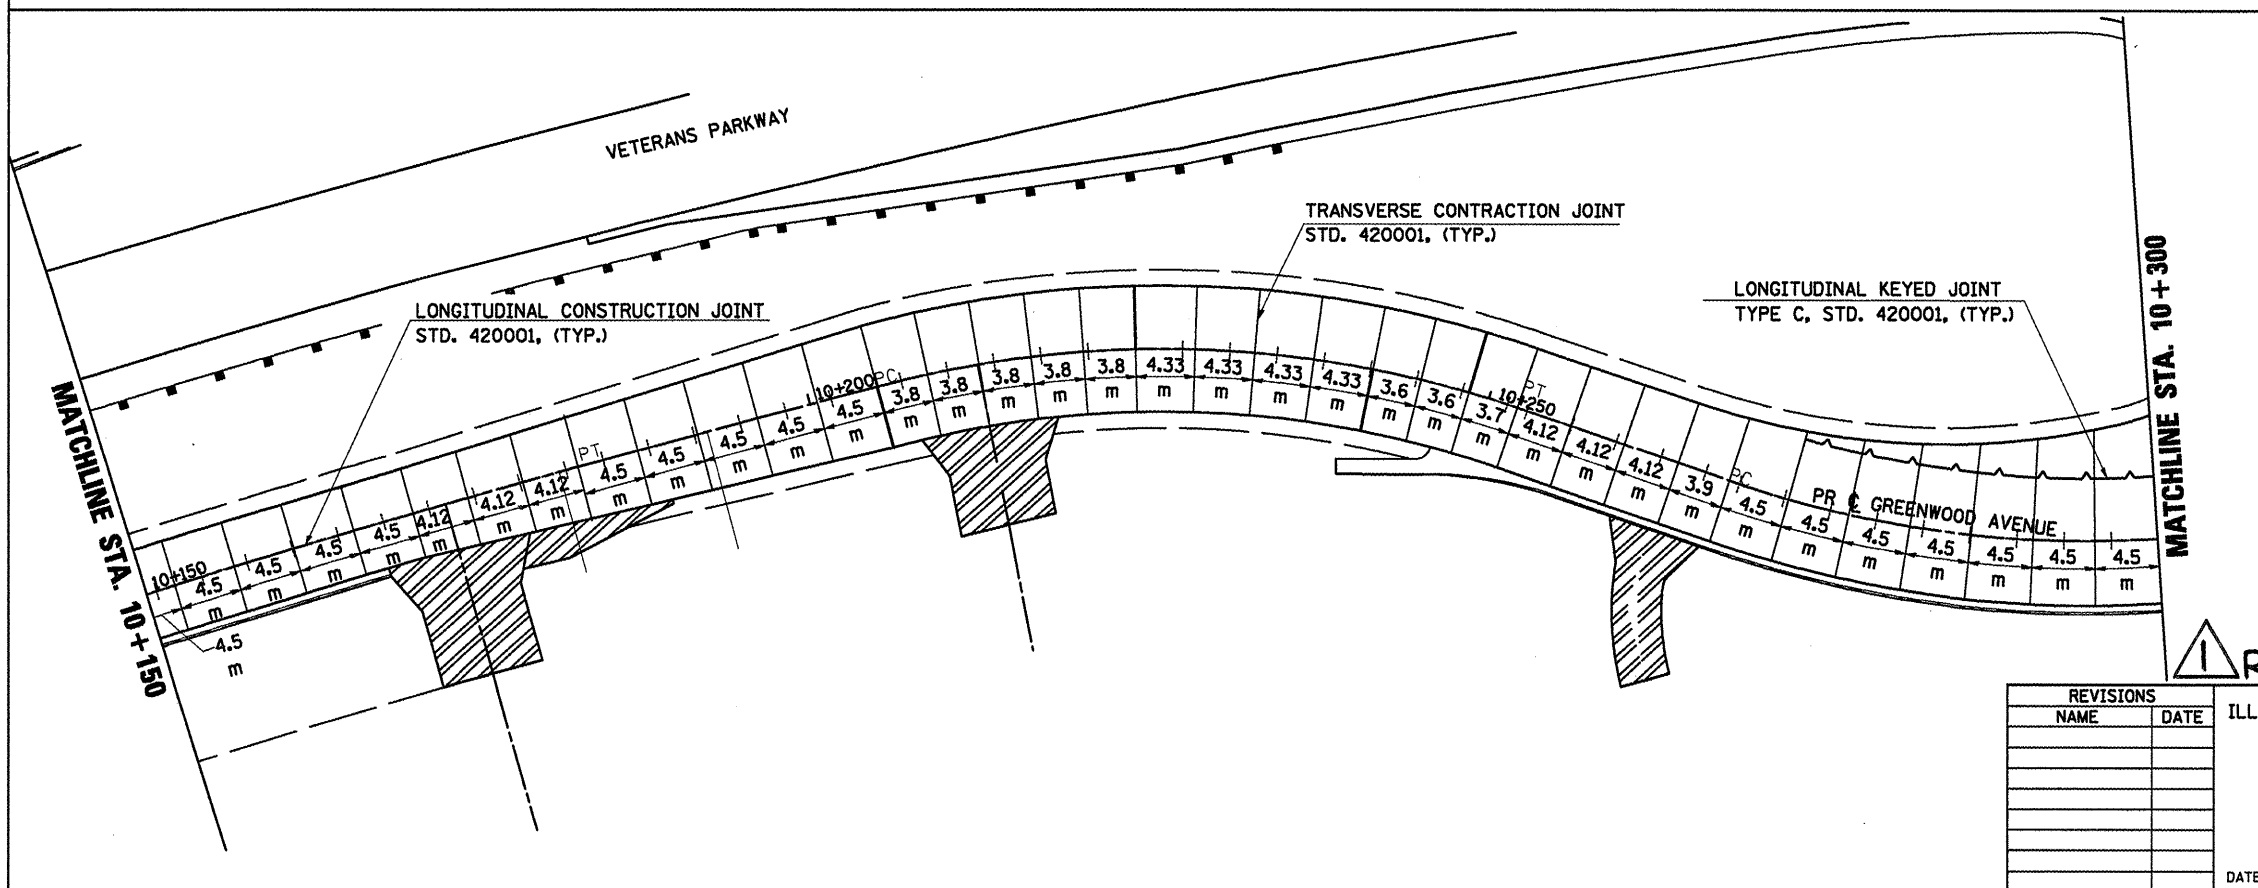 VETERANS PARKWAY
TRANSVERSE CONTRACTION JOINT
STD. 420001, (TYP.)
LONGITUDINAL KEYED JOINT
TYPE C, STD. 420001, (TYP.)
LONGITUDINAL CONSTRUCTION JOINT
STD. 420001, (TYP.)
MATCHLINE STA. 10+150
MATCHLINE STA. 10+300
10+150
4.5 m
4.5 m
4.5 m
4.5 m
4.5 m
4.12 m
4.12 m
4.12 m
PT
4.5 m
4.5 m
4.5 m
4.5 m
10+200
PC
4.5 m
3.8 m
3.8 m
3.8 m
3.8 m
3.8 m
4.33 m
4.33 m
4.33 m
4.33 m
3.6 m
3.6 m
3.7 m
PT
10+250
4.12 m
4.12 m
4.12 m
3.9 m
PC
4.5 m
4.5 m
4.5 m
4.5 m
4.5 m
4.5 m
4.5 m
PR ℄ GREENWOOD AVENUE
1
R
REVISIONS
NAME DATE
ILL
DATE